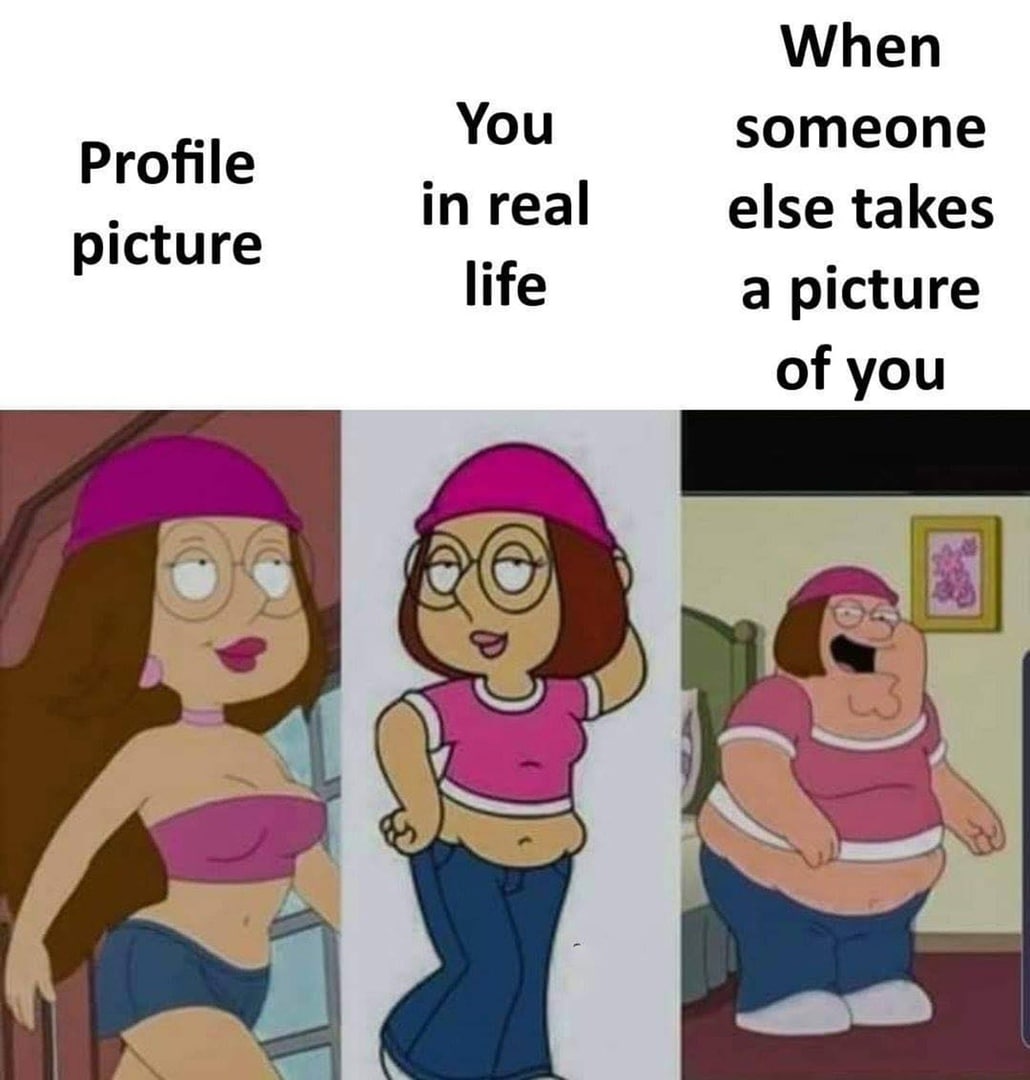 Profile
picture
You
in real
life
When
someone
else takes
a picture
of you